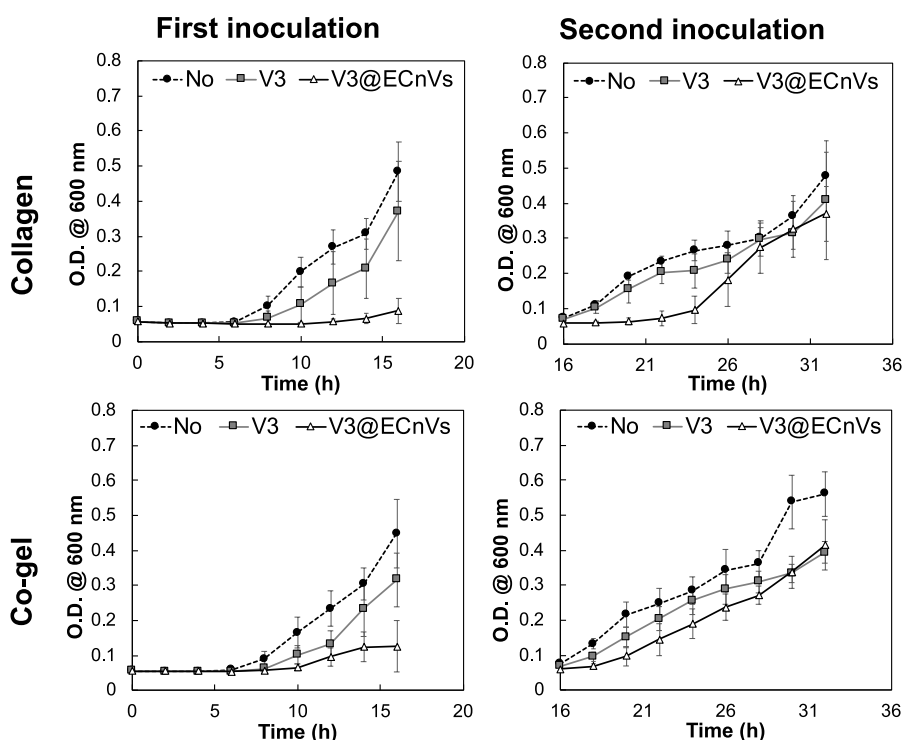 First inoculation
Second inoculation
Collagen
O.D. @ 600 nm
0.8
0.7
0.6
0.5
0.4
0.3
0.2
0.1
0
No V3 V3@ECnVs
0 5 10 15 20
Time (h)
O.D. @ 600 nm
0.8
0.7
0.6
0.5
0.4
0.3
0.2
0.1
0
No V3 V3@ECnVs
16 21 26 31 36
Time (h)
Co-gel
O.D. @ 600 nm
0.8
0.7
0.6
0.5
0.4
0.3
0.2
0.1
0
No V3 V3@ECnVs
0 5 10 15 20
Time (h)
O.D. @ 600 nm
0.8
0.7
0.6
0.5
0.4
0.3
0.2
0.1
0
No V3 V3@ECnVs
16 21 26 31 36
Time (h)